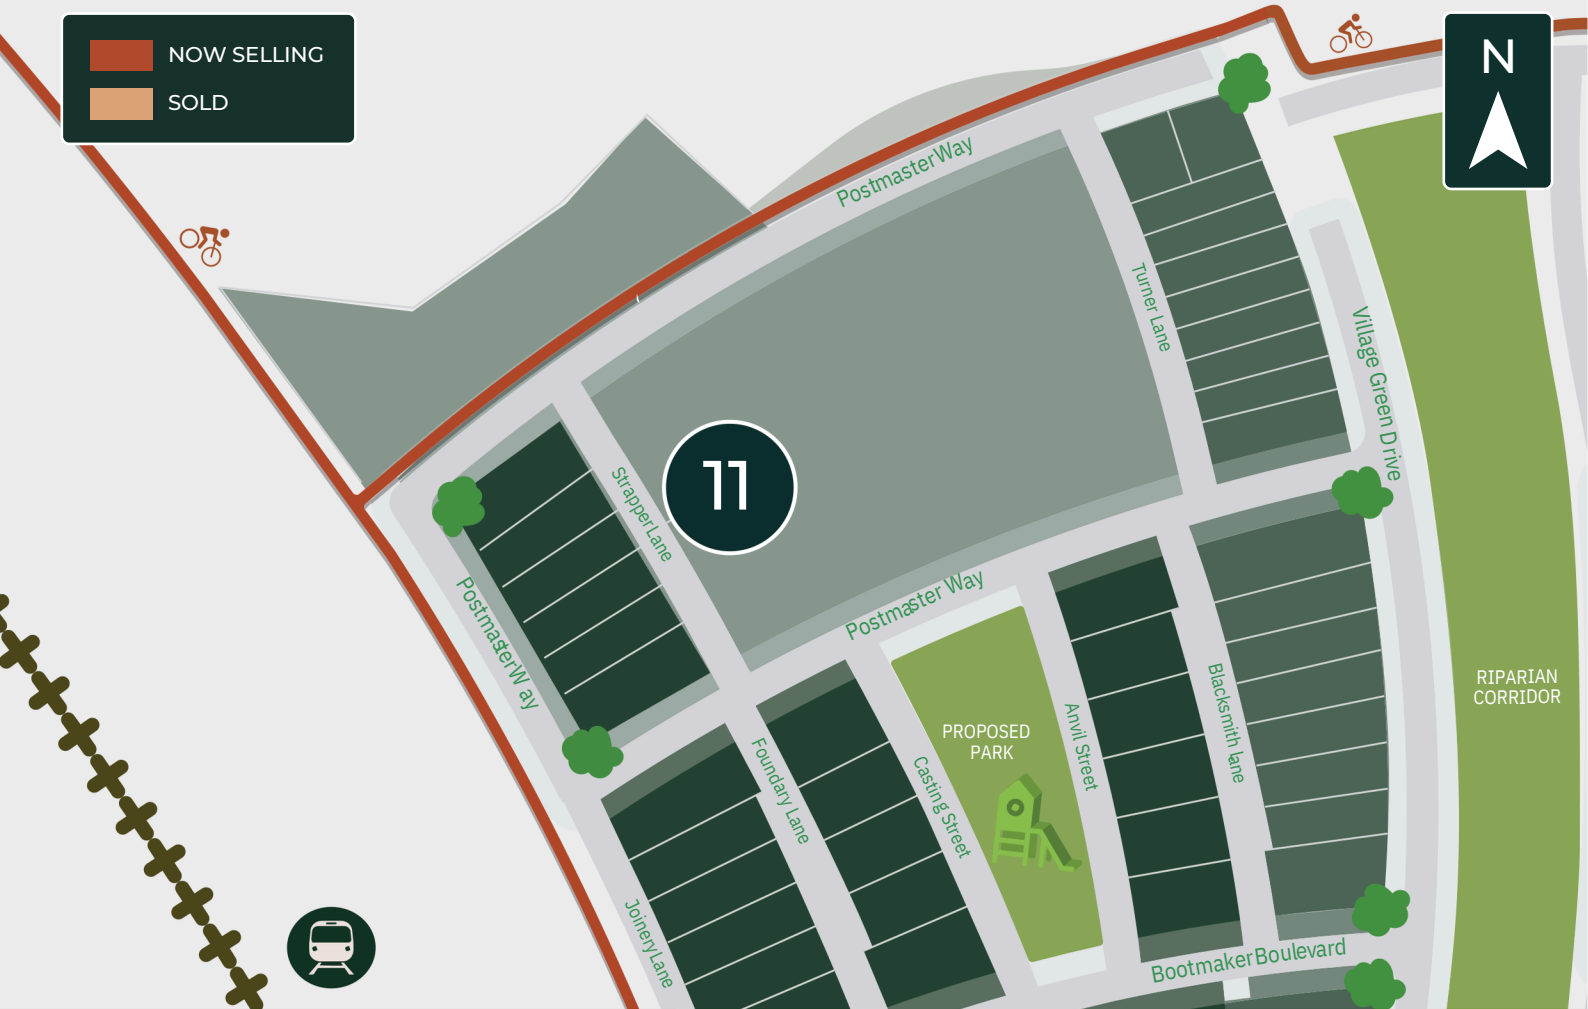 NOW SELLING
SOLD
N
Postmaster Way
Turner Lane
Village Green Drive
11
Strapper Lane
Postmaster Way
Postmaster Way
RIPARIAN
CORRIDOR
PROPOSED
PARK
Anvil Street
Blacksmith lane
Foundary Lane
Casting Street
Joinery Lane
Bootmaker Boulevard